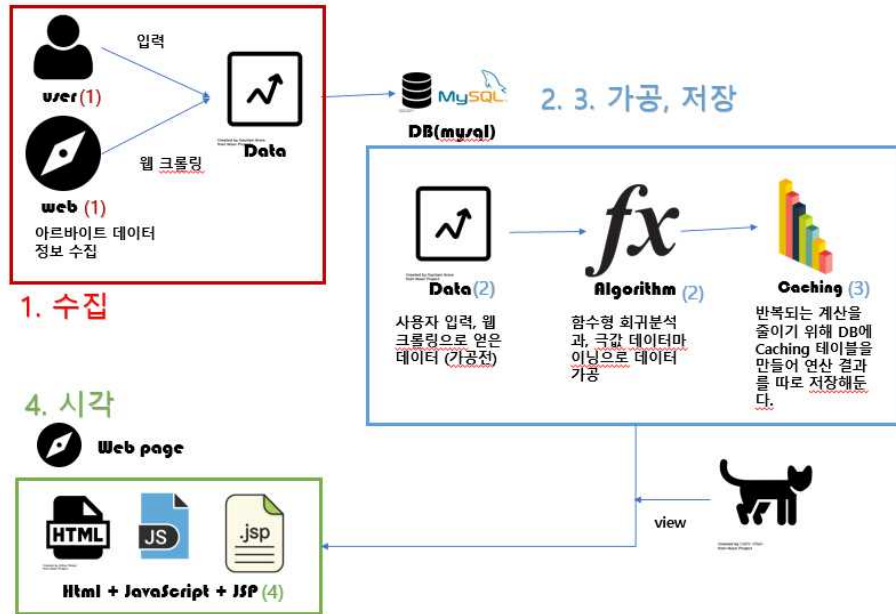 입력
user (1)
웹 크롤링
Data
web (1)
아르바이트 데이터
정보 수집
1. 수집
MySQL
DB(mysql)
2. 3. 가공, 저장
Data (2)
사용자 입력, 웹
크롤링으로 얻은
데이터 (가공전)
fx
Algorithm (2)
함수형 회귀분석
과, 극값 데이터마
이닝으로 데이터
가공
Caching (3)
반복되는 계산을
줄이기 위해 DB에
Caching 테이블을
만들어 연산 결과
를 따로 저장해둔
다.
4. 시각
Web page
HTML
JS
.jsp
Html + JavaScript + JSP (4)
view